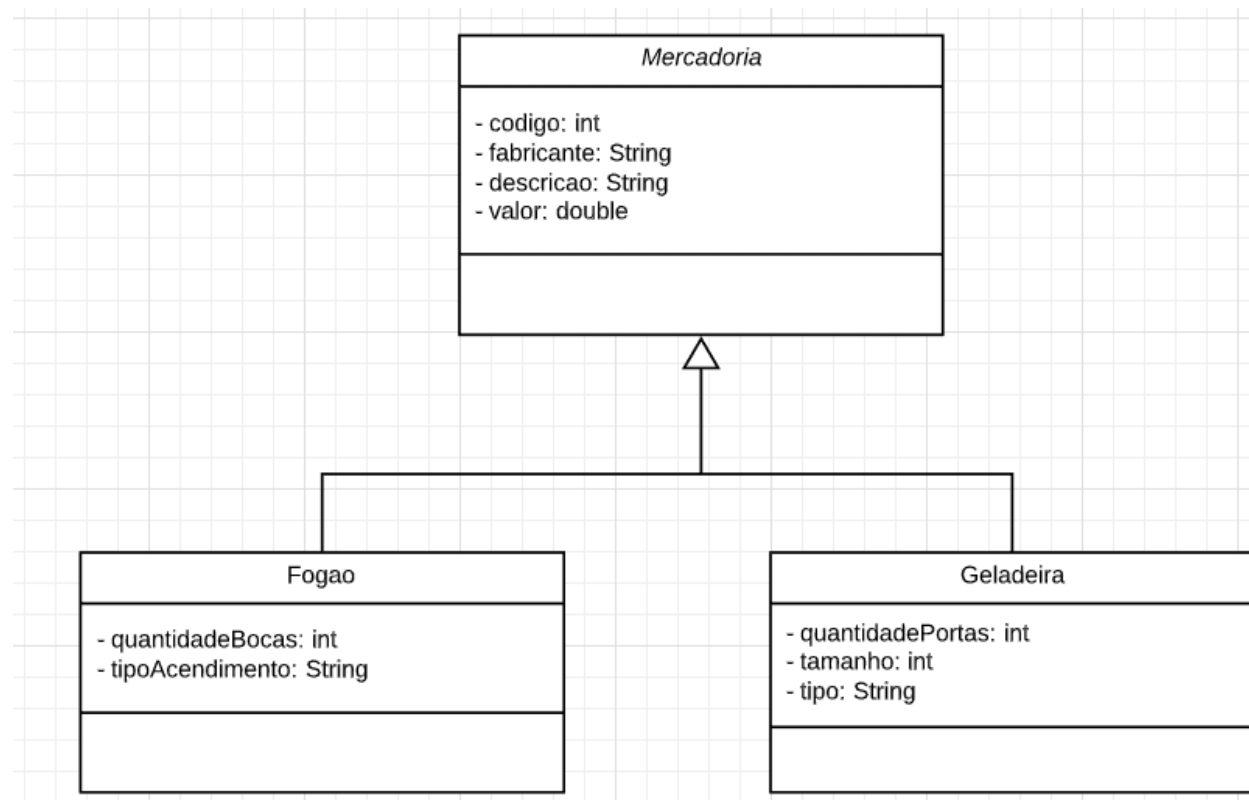 Mercadoria
- codigo: int
- fabricante: String
- descricao: String
- valor: double
Fogao
- quantidadeBocas: int
- tipoAcendimento: String
Geladeira
- quantidadePortas: int
- tamanho: int
- tipo: String